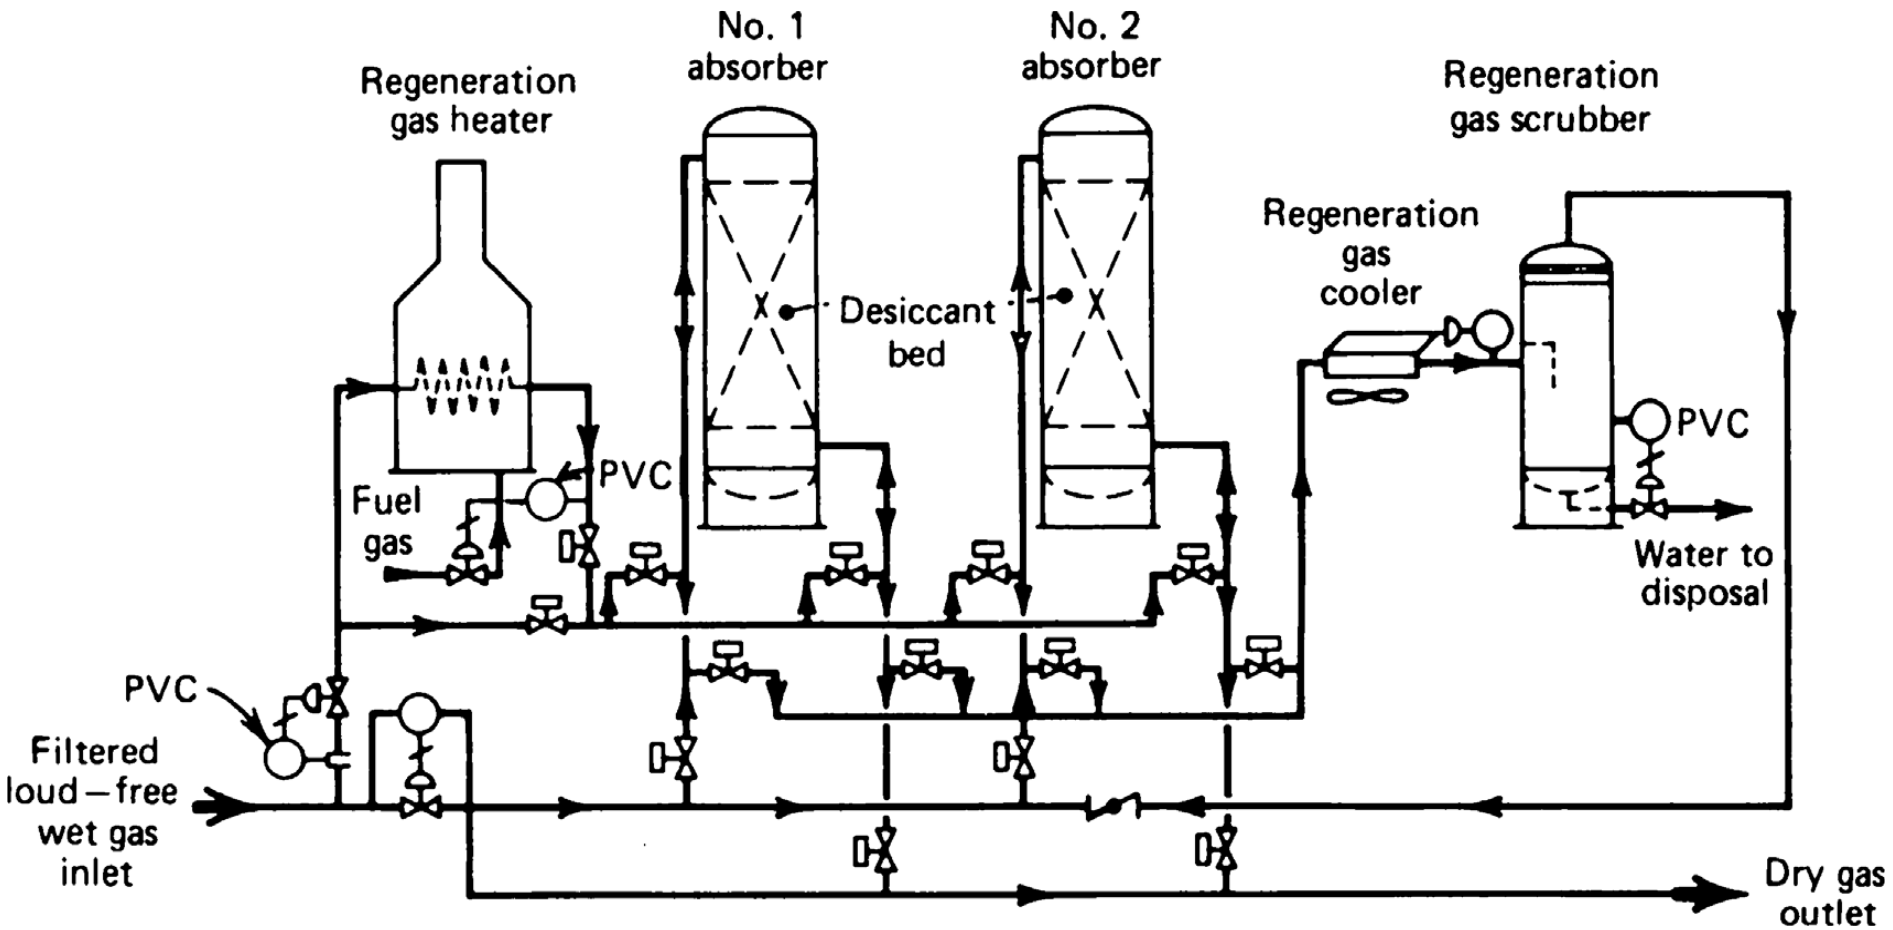 No. 1
absorber
No. 2
absorber
Regeneration
gas heater
Regeneration
gas scrubber
Regeneration
gas
cooler
Desiccant
bed
PVC
Fuel
gas
PVC
Water to
disposal
PVC
Filtered
loud-free
wet gas
inlet
Dry gas
outlet